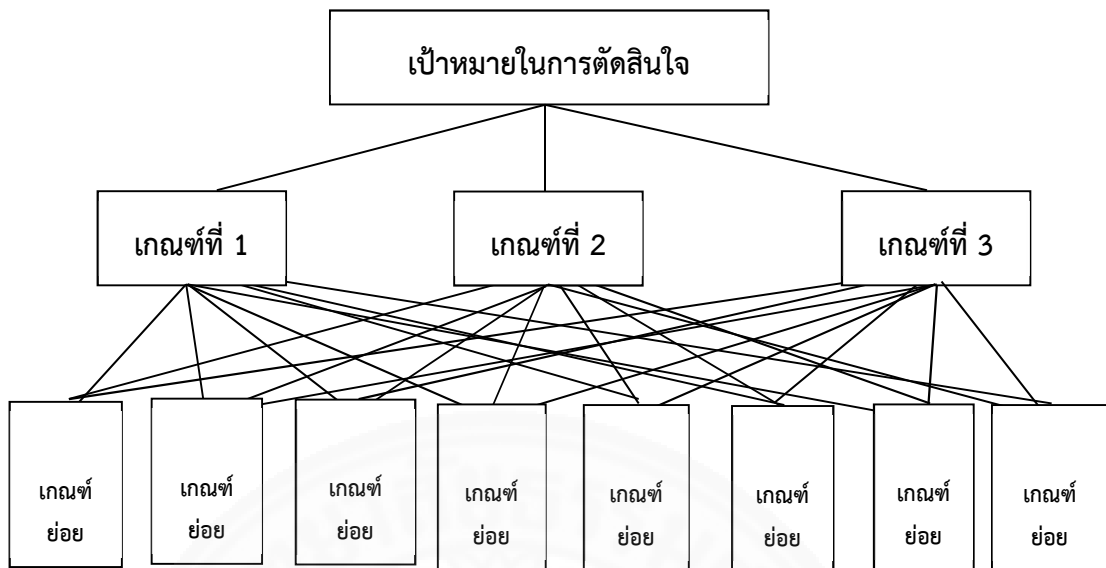 เป้าหมายในการตัดสินใจ
เกณฑ์ที่ 1
เกณฑ์ที่ 2
เกณฑ์ที่ 3
เกณฑ์
ย่อย
เกณฑ์
ย่อย
เกณฑ์
ย่อย
เกณฑ์
ย่อย
เกณฑ์
ย่อย
เกณฑ์
ย่อย
เกณฑ์
ย่อย
เกณฑ์
ย่อย